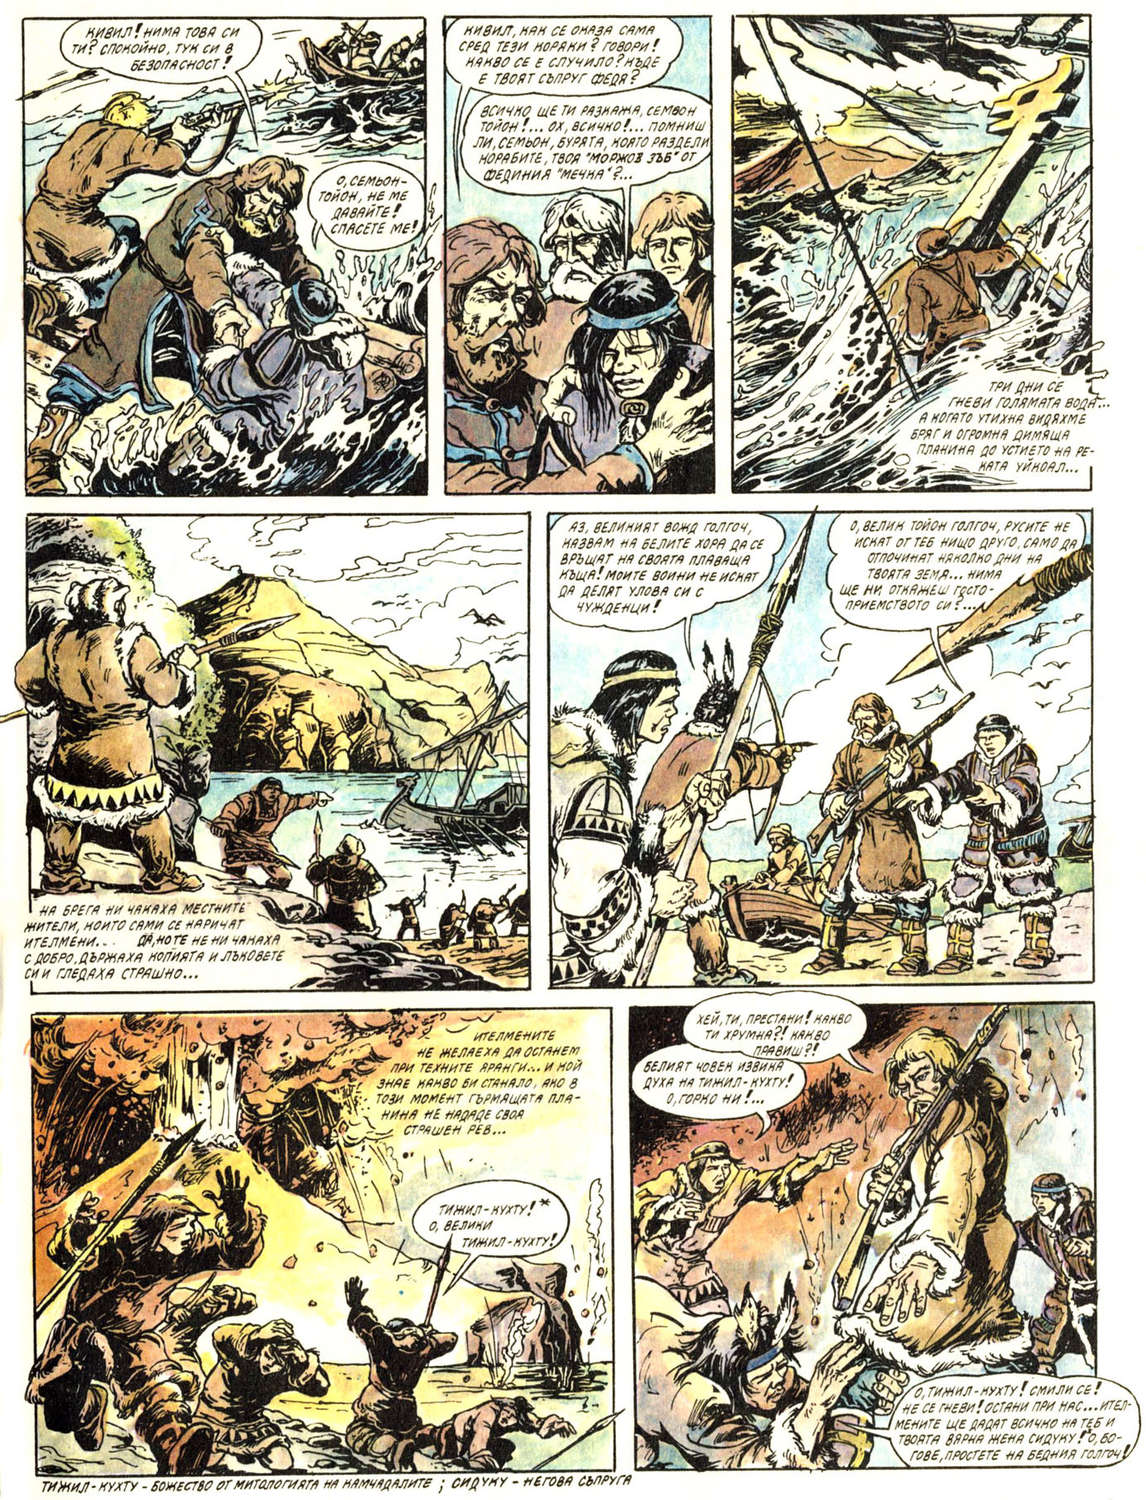 КИВИЛ! НИМА ТОВА СИ
ТИ? СПОКОЙНО, ТУК СИ В
БЕЗОПАСНОСТ!
О, СЕМЬОН-
ТОЙОН, НЕ МЕ
ДАВАЙТЕ!
СПАСЕТЕ МЕ!
КИВИЛ, КАК СЕ ОКАЗА САМА
СРЕД ТЕЗИ КОРАКИ? ГОВОРИ!
КАКВО СЕ Е СЛУЧИЛО? КЪДЕ
Е ТВОЯТ СЪПРУГ ФЕДЯ?
ВСИЧКО ЩЕ ТИ РАЗКАЖА, СЕМЬОН
ТОЙОН!... ОХ, ВСИЧКО!... ПОМНИШ
ЛИ, СЕМЬОН, БУРЯТА, КОЯТО РАЗДЕЛИ
КОРАБИТЕ, ТВОЯ "МОРЖОВ ЗЪБ" ОТ
ФЕДИНИЯ "МЕЧКА"?...
ТРИ ДНИ СЕ
ГНЕВИ ГОЛЯМАТА ВОДА...
А КОГАТО УТИХНА ВИДЯХМЕ
БРЯГ И ОГРОМНА ДИМЯЩА
ПЛАНИНА ДО УСТИЕТО НА РЕ-
КАТА УЙКОАЛ...
НА БРЕГА НИ ЧАКАХА МЕСТНИТЕ
ЖИТЕЛИ, КОИТО САМИ СЕ НАРИЧАТ
ИТЕЛМЕНИ... ДА, НО ТЕ НЕ НИ ЧАКАХА
С ДОБРО, ДЪРЖАХА КОПИЯТА И ЛЪКОВЕТЕ
СИ И ГЛЕДАХА СТРАШНО...
АЗ, ВЕЛИКИЯТ ВОЖД ГОЛГОЧ,
КАЗВАМ НА БЕЛИТЕ ХОРА ДА СЕ
ВРЪЩАТ НА СВОЯТА ПЛАВАЩА
КЪЩА! МОИТЕ ВОИНИ НЕ ИСКАТ
ДА ДЕЛЯТ УЛОВА СИ С
ЧУЖДЕНЦИ!
О, ВЕЛИК ТОЙОН ГОЛГОЧ, РУСИТЕ НЕ
ИСКАТ ОТ ТЕБ НИЩО ДРУГО, САМО ДА
ОТПОЧИНАТ НЯКОЛКО ДНИ НА
ТВОЯТА ЗЕМЯ... НИМА
ЩЕ НИ ОТКАЖЕШ ГОСТО-
ПРИЕМСТВОТО СИ?...
ИТЕЛМЕНИТЕ
НЕ ЖЕЛАЕХА ДА ОСТАНЕМ
ПРИ ТЕХНИТЕ ЯРАНГИ... И КОЙ
ЗНАЕ КАКВО БИ СТАНАЛО, АКО В
ТОЗИ МОМЕНТ ГЪРМЯЩАТА ПЛА-
НИНА НЕ НАДАДЕ СВОЯ
СТРАШЕН РЕВ...
ТИЖИЛ-КУХТУ!*
О, ВЕЛИКИ
ТИЖИЛ-КУХТУ!
ХЕЙ, ТИ, ПРЕСТАНИ! КАКВО
ТИ ХРУМНА?! КАКВО
ПРАВИШ?!
БЕЛИЯТ ЧОВЕК ИЗВИКА
ДУХА НА ТИЖИЛ-КУХТУ!
О, ГОРКО НИ!...
О, ТИЖИЛ-КУХТУ! СМИЛИ СЕ!
НЕ СЕ ГНЕВИ! ОСТАНИ ПРИ НАС... ИТЕЛ-
МЕНИТЕ ЩЕ ДАДАТ ВСИЧКО НА ТЕБ И
ТВОЯТА ВЯРНА ЖЕНА СИДУКУ! О, БО-
ГОВЕ, ПРОСТЕТЕ НА БЕДНИЯ ГОЛГОЧ!
ТИЖИЛ-КУХТУ - БОЖЕСТВО ОТ МИТОЛОГИЯТА НА КАМЧАДАЛИТЕ; СИДУКУ - НЕГОВА СЪПРУГА